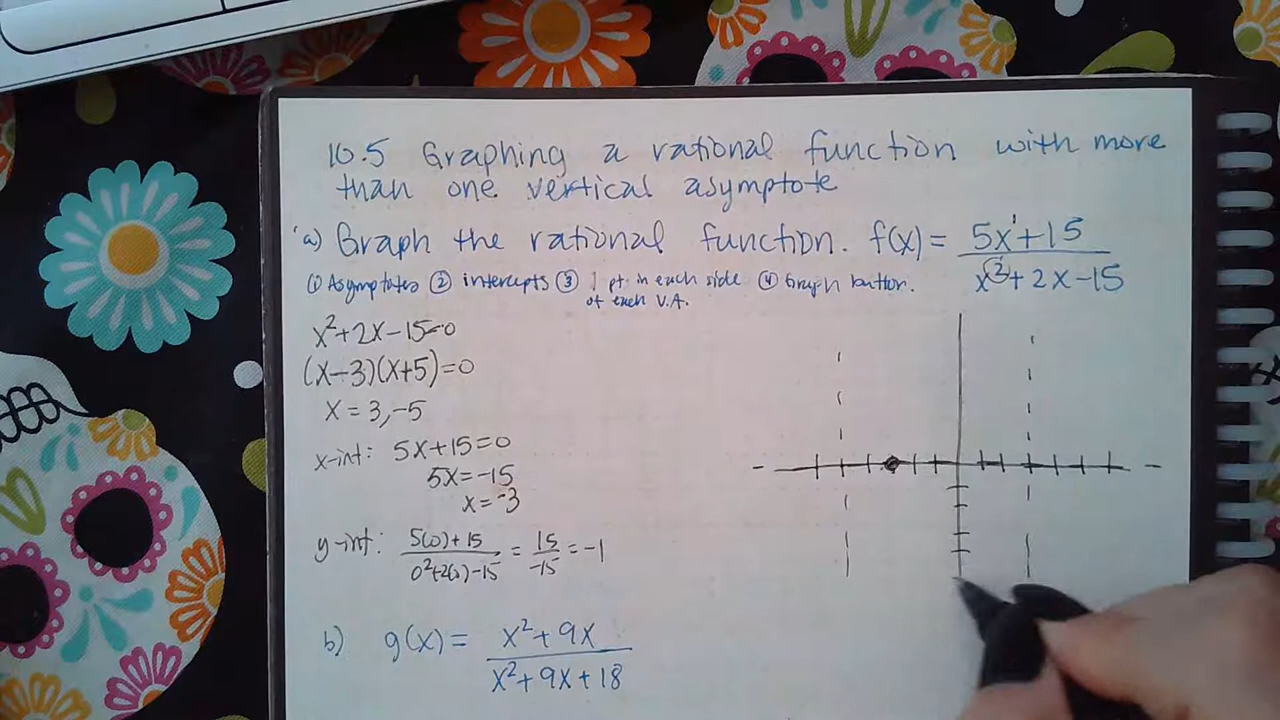 10.5 Graphing a rational function with more
than one vertical asymptote
a) Graph the rational function. f(x) = (5x¹+15)/(x²+2x-15)
① Asymptotes ② intercepts ③ 1 pt. in each side ④ Graph button.
of each V.A.
x²+2x-15=0
(x-3)(x+5)=0
x = 3,-5
x-int: 5x+15=0
5x=-15
x=-3
y-int: (5(0)+15)/(0²+2(0)-15) = 15/-15 = -1
b) g(x) = (x²+9x)/(x²+9x+18)